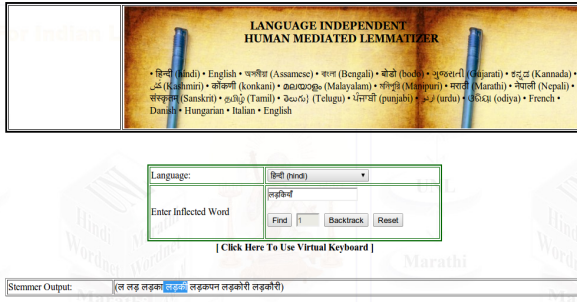 LANGUAGE INDEPENDENT
HUMAN MEDIATED LEMMATIZER
• हिन्दी (hindi) • English • অসমীয়া (Assamese) • বাংলা (Bengali) • बोडो (bodo) • ગુજરાતી (Gujarati) • ಕನ್ನಡ (Kannada) •
(Kashmiri) • कोंकणी (konkani) • മലയാളം (Malayalam) • মনিপুরি (Manipuri) • मराठी (Marathi) • नेपाली (Nepali) •
संस्कृतम् (Sanskrit) • தமிழ் (Tamil) • తెలుగు (Telugu) • ਪੰਜਾਬੀ (punjabi) • اردو (urdu) • ଓଡ଼ିଆ (odiya) • French •
Danish • Hungarian • Italian • English
Language: हिन्दी (hindi)
लड़कियाँ
Enter Inflected Word
Find 1 Backtrack Reset
[ Click Here To Use Virtual Keyboard ]
Stemmer Output: (ल लड़ लड़का लड़की लड़कपन लड़कोरी लड़कौरी)